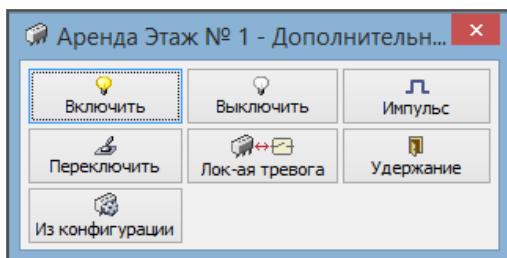 Аренда Этаж № 1 - Дополнительн...
Включить
Выключить
Импульс
Переключить
Лок-ая тревога
Удержание
Из конфигурации